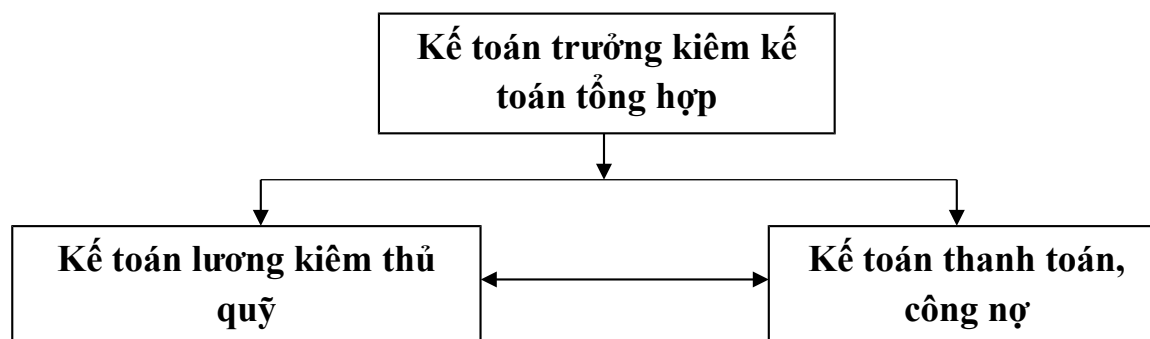 Kế toán trưởng kiêm kế
toán tổng hợp
Kế toán lương kiêm thủ
quỹ
Kế toán thanh toán,
công nợ